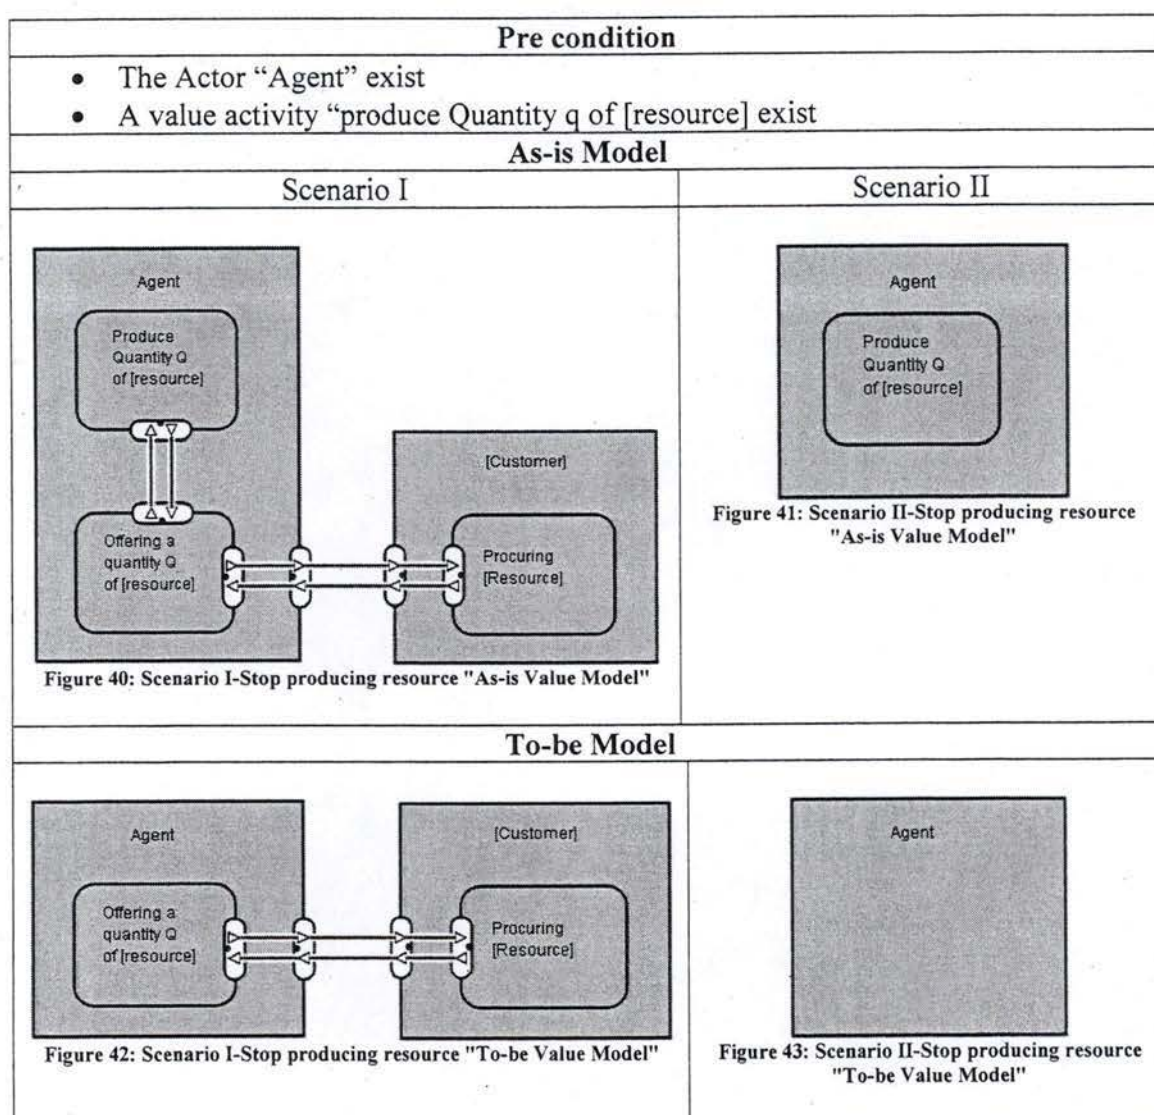 Pre condition
• The Actor “Agent” exist
• A value activity “produce Quantity q of [resource] exist
As-is Model
Scenario I
Scenario II
Agent
Produce
Quantity Q
of [resource]
Offering a
quantity Q
of [resource]
[Customer]
Procuring
[Resource]
Figure 40: Scenario I-Stop producing resource "As-is Value Model"
Agent
Produce
Quantity Q
of [resource]
Figure 41: Scenario II-Stop producing resource
"As-is Value Model"
To-be Model
Agent
Offering a
quantity Q
of [resource]
[Customer]
Procuring
[Resource]
Figure 42: Scenario I-Stop producing resource "To-be Value Model"
Agent
Figure 43: Scenario II-Stop producing resource
"To-be Value Model"